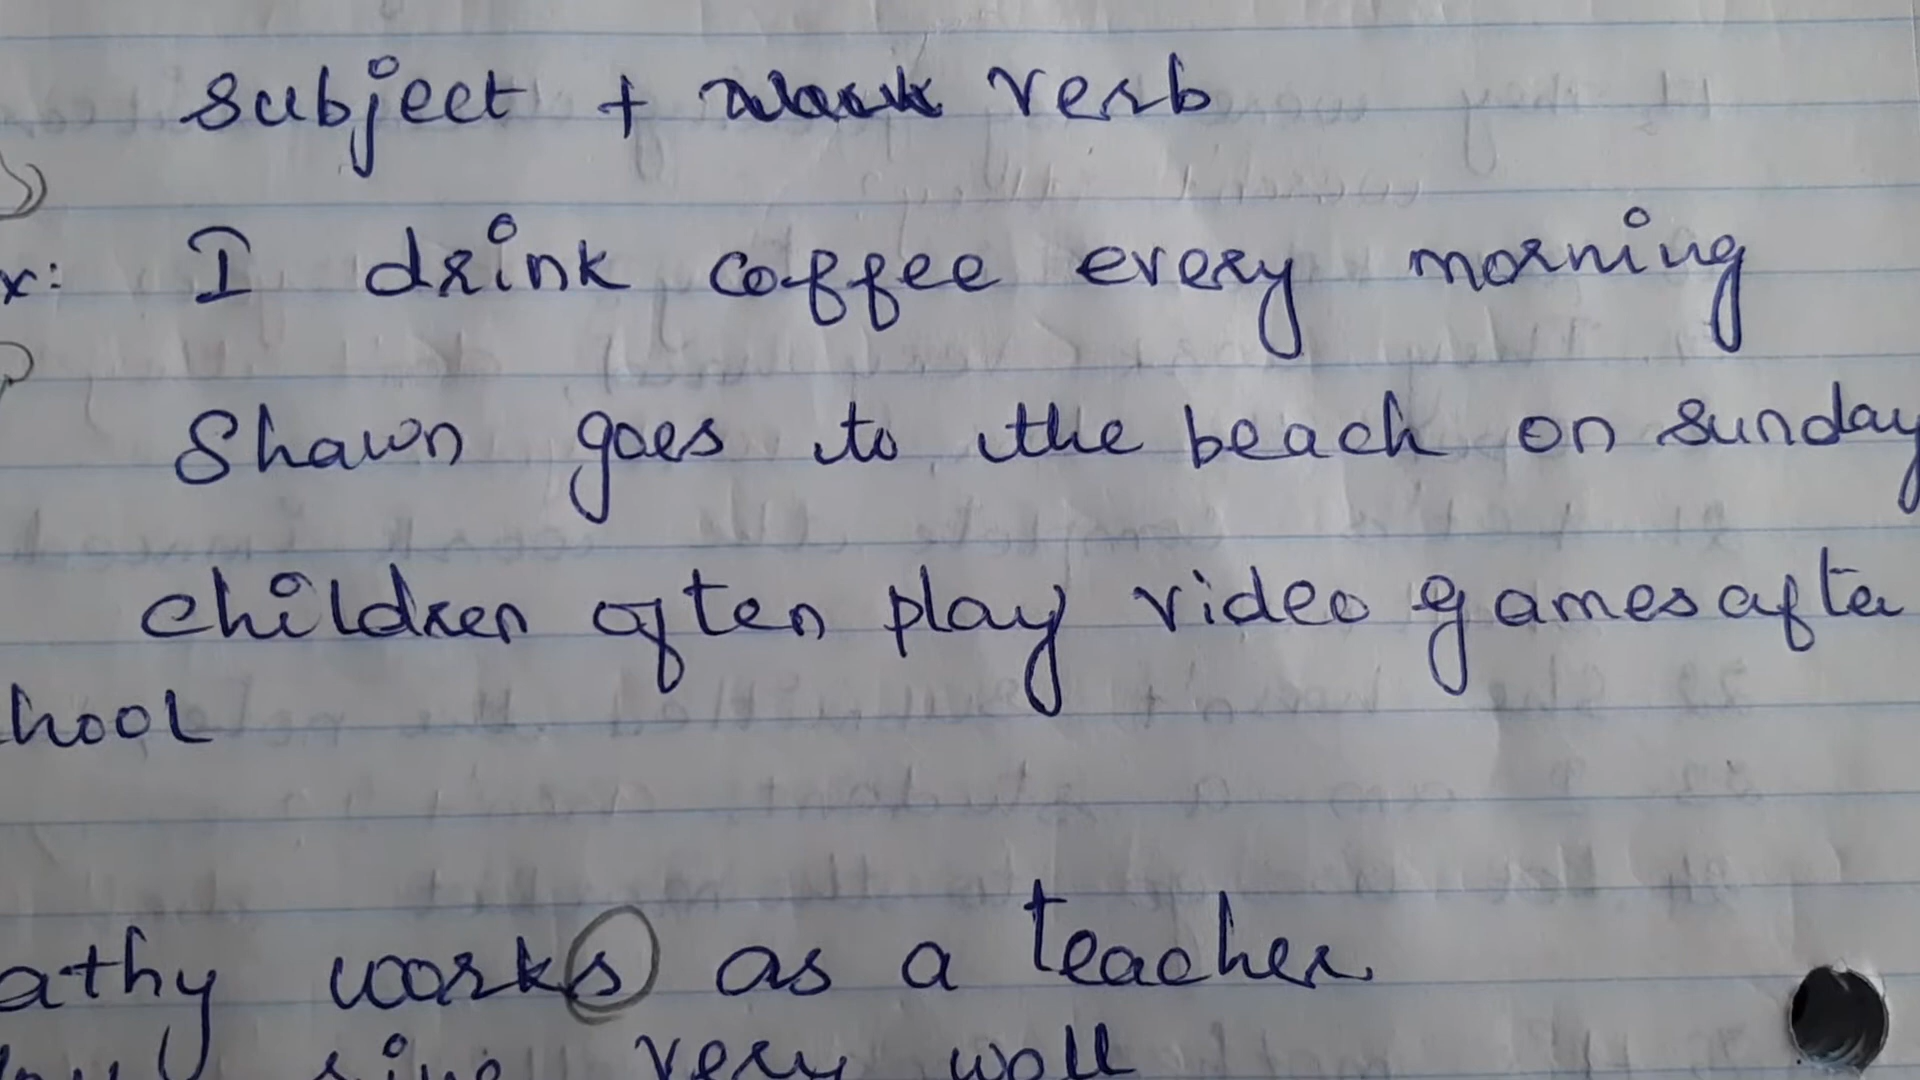 subject + verb
x: I drink coffee every morning
Shawn goes to the beach on sunday
children often play video games after
hool
athy works as a teacher
sing very well